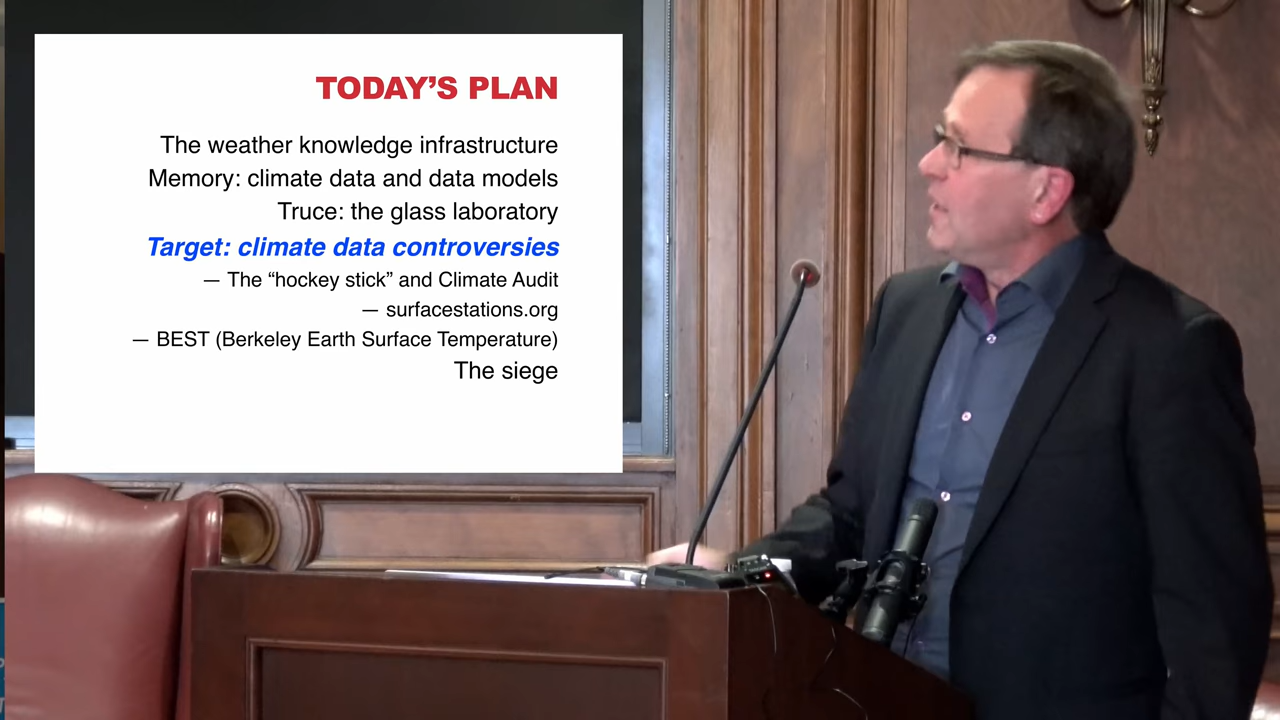 TODAY'S PLAN
The weather knowledge infrastructure
Memory: climate data and data models
Truce: the glass laboratory
Target: climate data controversies
— The “hockey stick” and Climate Audit
— surfacestations.org
— BEST (Berkeley Earth Surface Temperature)
The siege